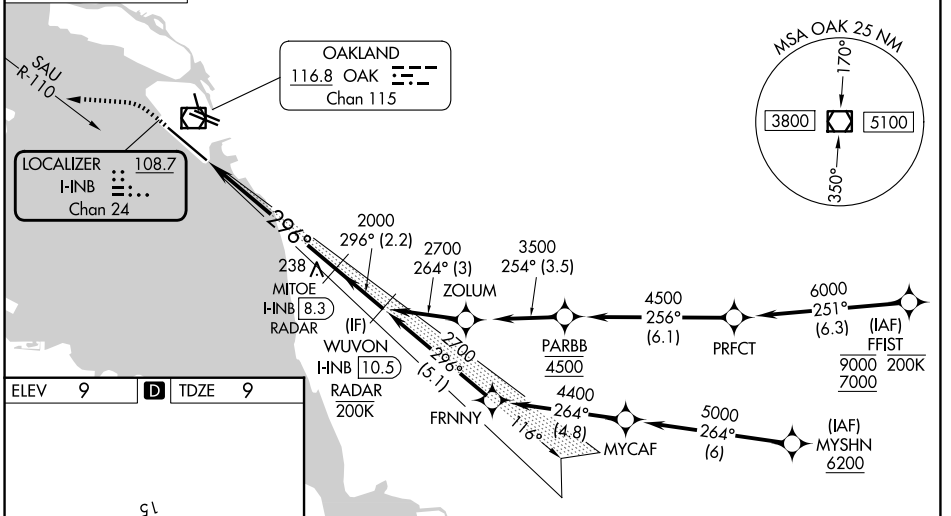 SAU
R-110
OAKLAND
116.8 OAK
Chan 115
MSA OAK 25 NM
170°
3800
5100
350°
LOCALIZER 108.7
I-INB
Chan 24
296°
2000
296° (2.2)
2700
264° (3)
3500
254° (3.5)
ZOLUM
4500
256°
(6.1)
6000
251°
(6.3)
238
MITOE
I-INB 8.3
RADAR
(IF)
WUVON
I-INB 10.5
RADAR
200K
PARBB
4500
PRFCT
(IAF)
FFIST
9000 200K
7000
2700
296°
(5.1)
FRNNY
116°
4400
264°
(4.8)
MYCAF
5000
264°
(6)
(IAF)
MYSHN
6200
ELEV 9 D TDZE 9
15